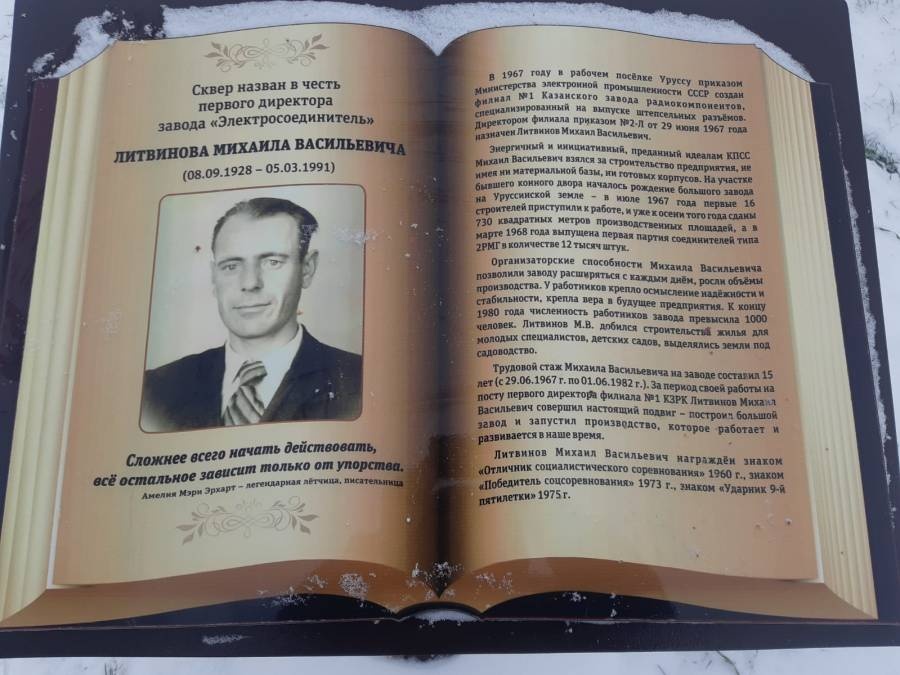 Сквер назван в честь
первого директора
завода «Электросоединитель»
ЛИТВИНОВА МИХАИЛА ВАСИЛЬЕВИЧА
(08.09.1928 – 05.03.1991)
Сложнее всего начать действовать,
всё остальное зависит только от упорства.
Амелия Мэри Эрхарт – легендарная лётчица, писательница
В 1967 году в рабочем посёлке Уруссу приказом
Министерства электронной промышленности СССР создан
филиал №1 Казанского завода радиокомпонентов,
специализированный на выпуске штепсельных разъёмов.
Директором филиала приказом №2-Л от 29 июня 1967 года
назначен Литвинов Михаил Васильевич.
Энергичный и инициативный, преданный идеалам КПСС
Михаил Васильевич взялся за строительство предприятия, не
имея ни материальной базы, ни готовых корпусов. На участке
бывшего конного двора началось рождение большого завода
на Уруссинской земле – в июле 1967 года первые 16
строителей приступили к работе, и уже к осени того года сданы
730 квадратных метров производственных площадей, а в
марте 1968 года выпущена первая партия соединителей типа
2РМГ в количестве 12 тысяч штук.
Организаторские способности Михаила Васильевича
позволили заводу расширяться с каждым днём, росли объёмы
производства. У работников крепло осмысление надёжности и
стабильности, крепла вера в будущее предприятия. К концу
1980 года численность работников завода превысила 1000
человек. Литвинов М.В. добился строительства жилья для
молодых специалистов, детских садов, выделялись земли под
садоводство.
Трудовой стаж Михаила Васильевича на заводе составил 15
лет (с 29.06.1967 г. по 01.06.1982 г.). За период своей работы на
посту первого директора филиала №1 КЗРК Литвинов Михаил
Васильевич совершил настоящий подвиг – построил большой
завод и запустил производство, которое работает и
развивается в наше время.
Литвинов Михаил Васильевич награждён знаком
«Отличник социалистического соревнования» 1960 г., знаком
«Победитель соцсоревнования» 1973 г., знаком «Ударник 9-й
пятилетки» 1975 г.